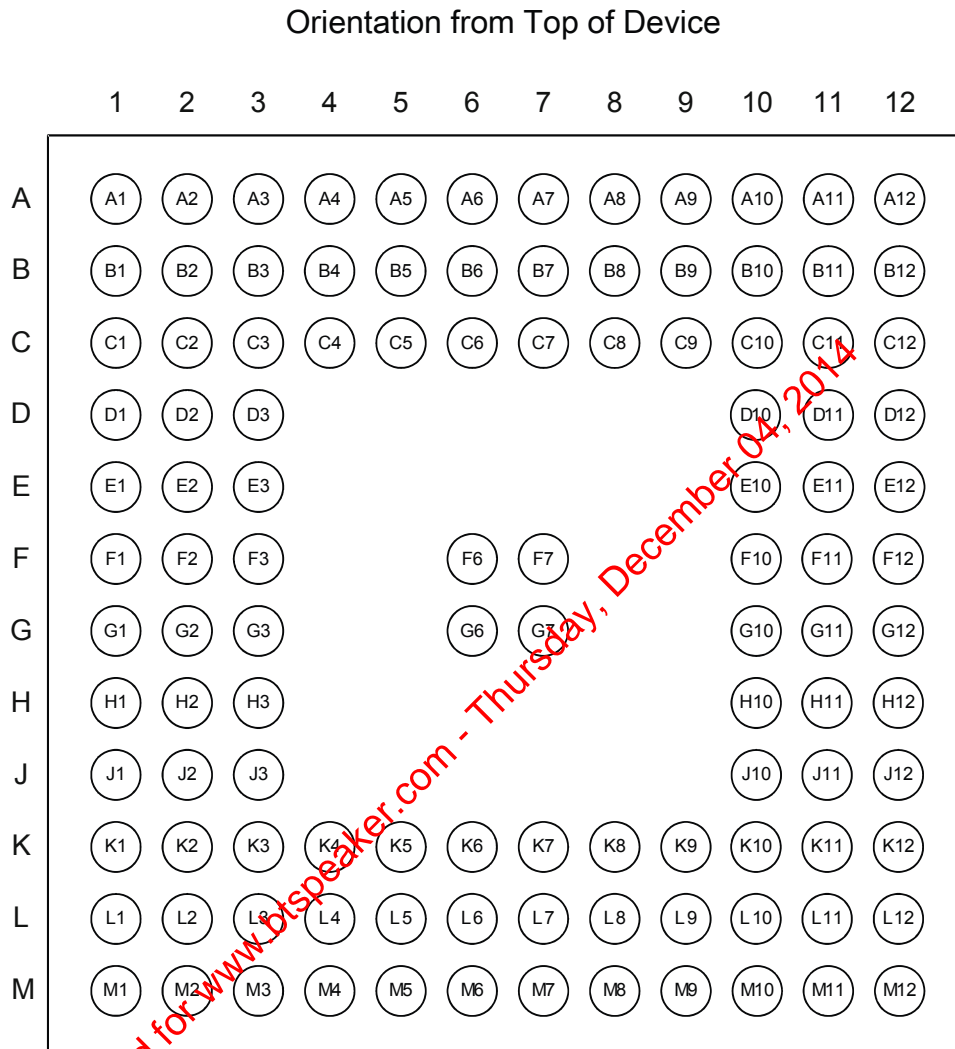 Orientation from Top of Device
1 2 3 4 5 6 7 8 9 10 11 12
A A1 A2 A3 A4 A5 A6 A7 A8 A9 A10 A11 A12
B B1 B2 B3 B4 B5 B6 B7 B8 B9 B10 B11 B12
C C1 C2 C3 C4 C5 C6 C7 C8 C9 C10 C11 C12
D D1 D2 D3 D10 D11 D12
E E1 E2 E3 E10 E11 E12
F F1 F2 F3 F6 F7 F10 F11 F12
G G1 G2 G3 G6 G7 G10 G11 G12
H H1 H2 H3 H10 H11 H12
J J1 J2 J3 J10 J11 J12
K K1 K2 K3 K4 K5 K6 K7 K8 K9 K10 K11 K12
L L1 L2 L3 L4 L5 L6 L7 L8 L9 L10 L11 L12
M M1 M2 M3 M4 M5 M6 M7 M8 M9 M10 M11 M12
for www.btspeaker.com - Thursday, December 04, 2014